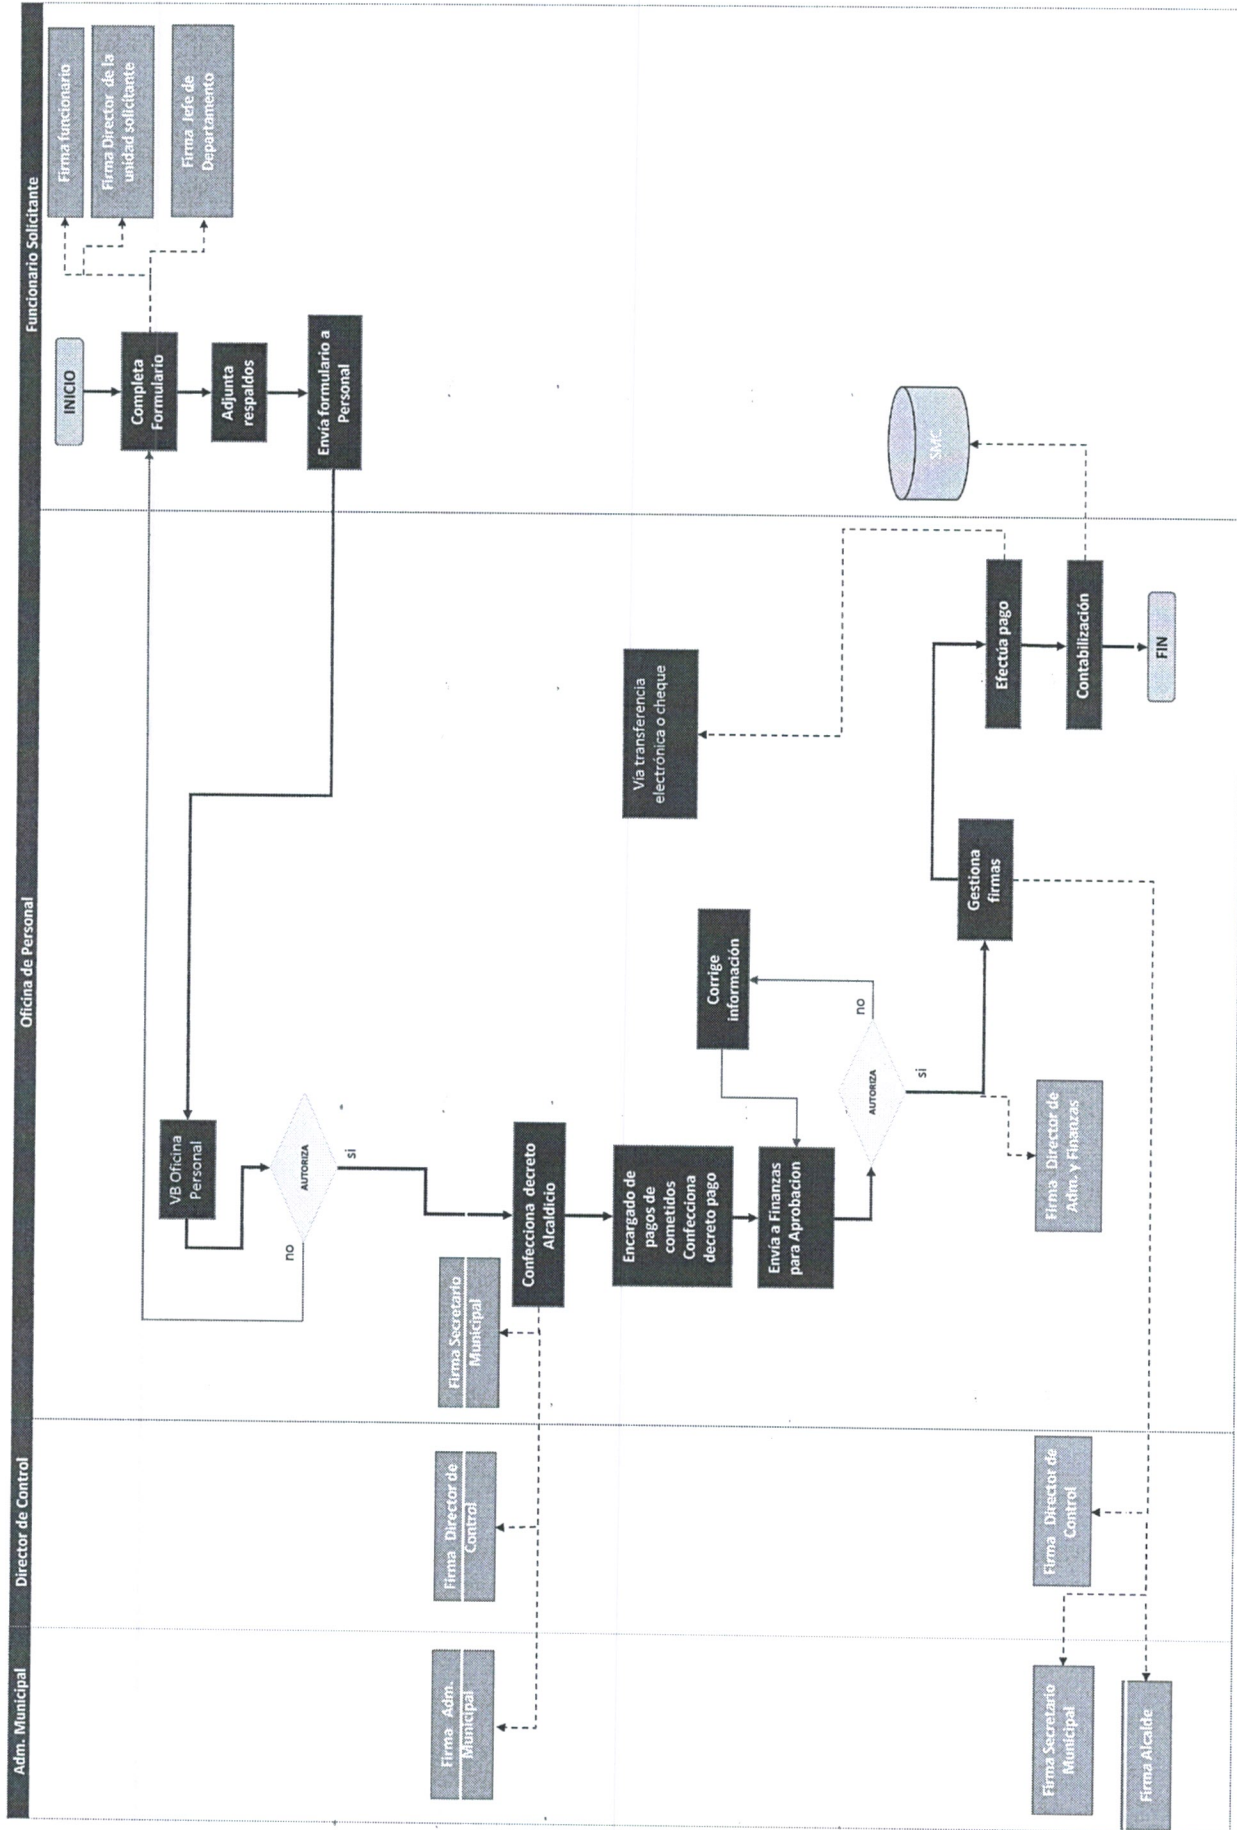 Adm. Municipal
Director de Control
Oficina de Personal
Funcionario Solicitante
INICIO
Completa
Formulario
Firma funcionario
Firma Director de la
unidad solicitante
Firma Jefe de
Departamento
Adjunta
respaldos
Envía formulario a
Personal
VB Oficina
Personal
AUTORIZA
no
si
Confecciona decreto
Alcaldicio
Firma Secretario
Municipal
Firma Director de
Control
Firma Adm.
Municipal
Encargado de
pagos de
cometidos
Confecciona
decreto pago
Envía a Finanzas
para Aprobacion
AUTORIZA
no
si
Corrige
información
Firma Director de
Adm. y Finanzas
Gestiona
firmas
Firma Director de
Control
Firma Secretario
Municipal
Firma Alcalde
Efectúa pago
Vía transferencia
electrónica o cheque
Contabilización
SMC
FIN